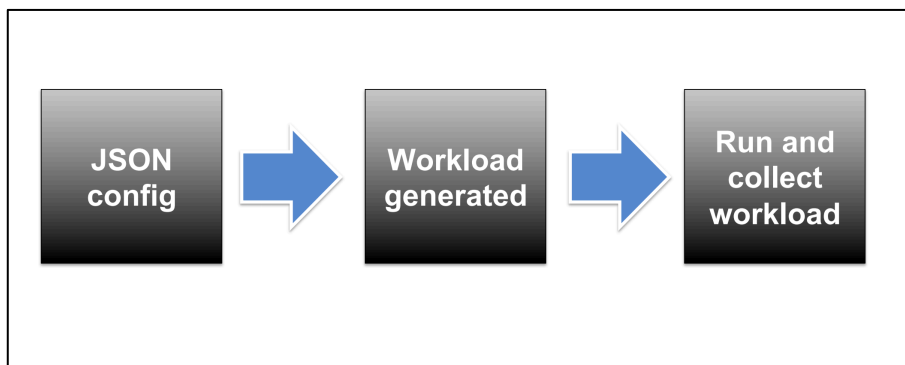 JSON
config
Workload
generated
Run and
collect
workload